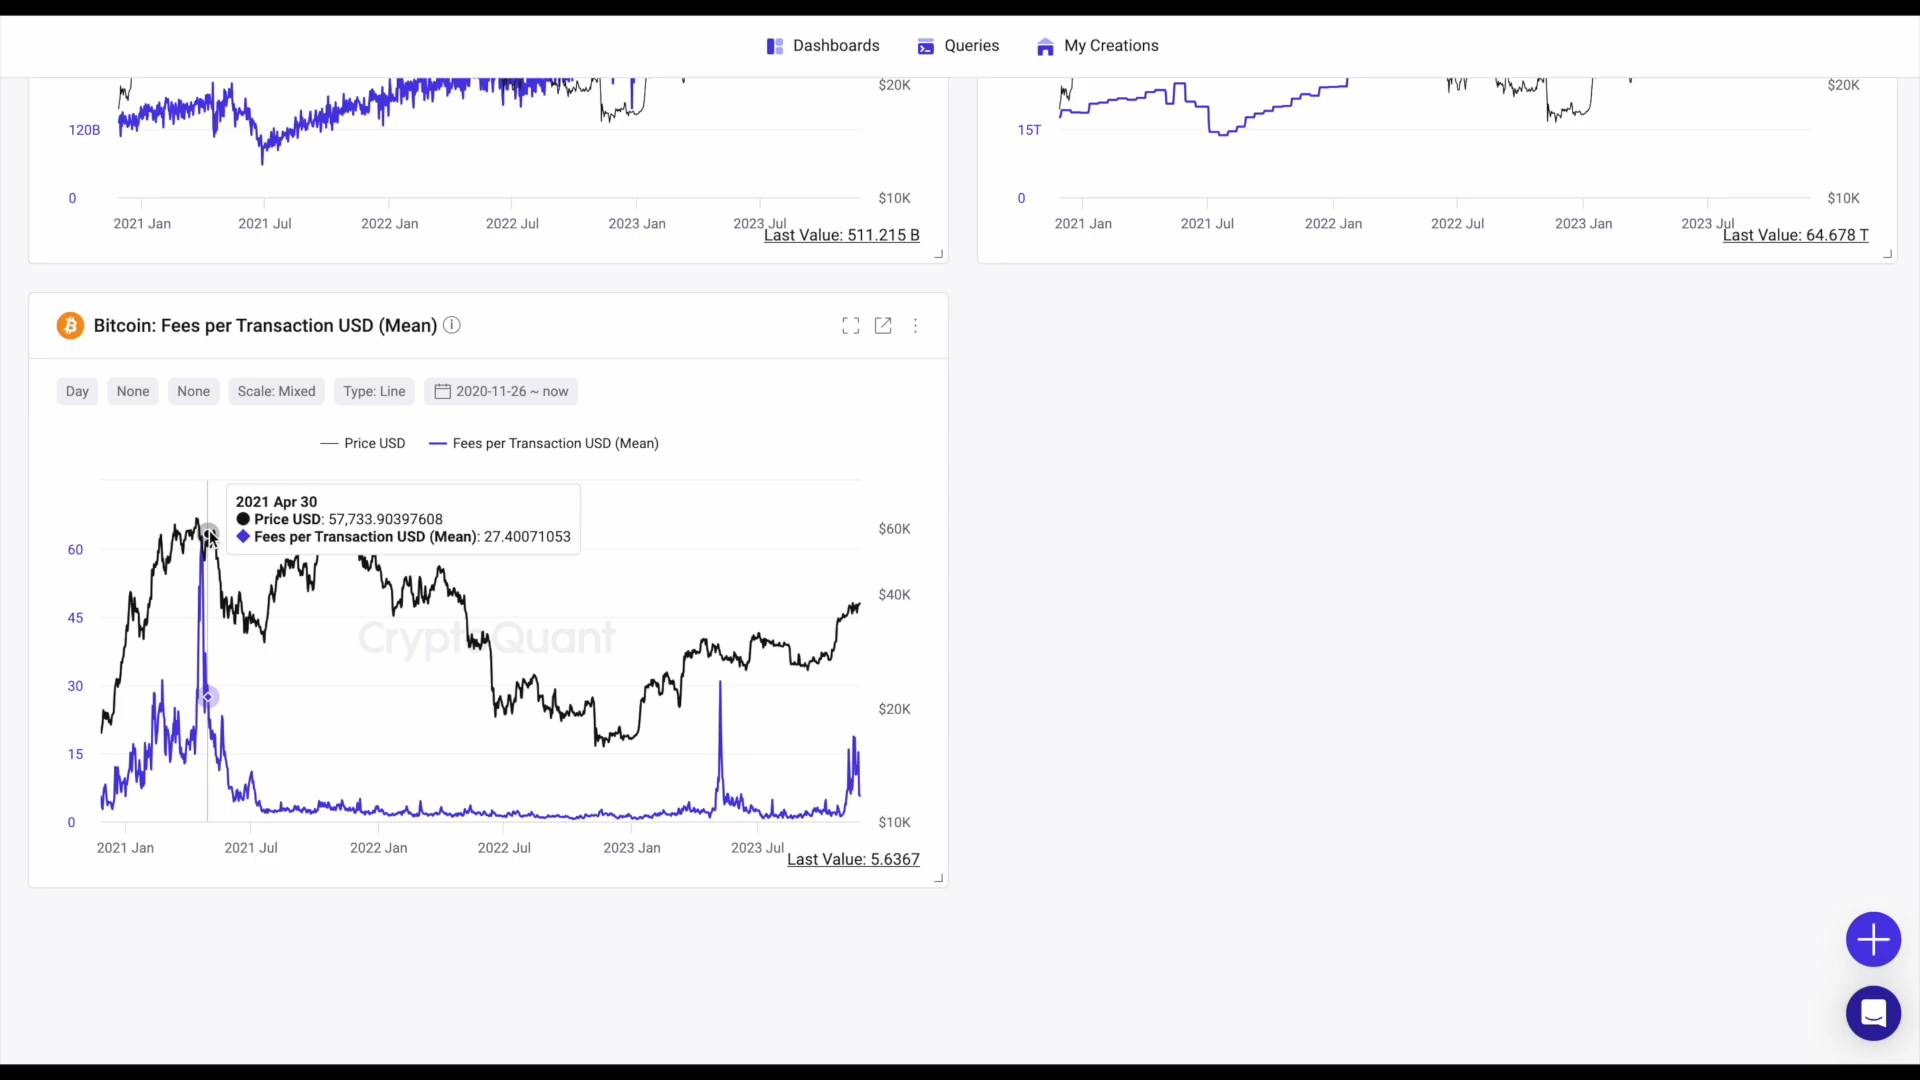 Dashboards Queries My Creations
$20K $20K
120B 15T
0 $10K 0 $10K
2021 Jan 2021 Jul 2022 Jan 2022 Jul 2023 Jan 2023 Jul
Last Value: 511.215 B
2021 Jan 2021 Jul 2022 Jan 2022 Jul 2023 Jan 2023 Jul
Last Value: 64.678 T
Bitcoin: Fees per Transaction USD (Mean)
Day None None Scale: Mixed Type: Line 2020-11-26 ~ now
Price USD Fees per Transaction USD (Mean)
2021 Apr 30
Price USD: 57,733.90397608
Fees per Transaction USD (Mean): 27.40071053
$60K
60
$40K
45
CryptoQuant
30
$20K
15
0 $10K
2021 Jan 2021 Jul 2022 Jan 2022 Jul 2023 Jan 2023 Jul
Last Value: 5.6367